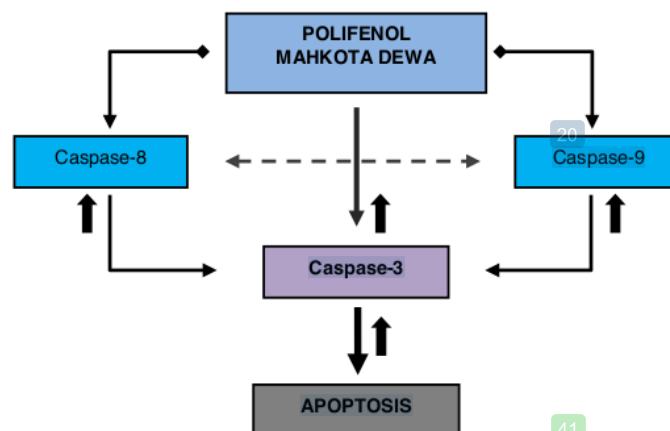 POLIFENOL
MAHKOTA DEWA
20
Caspase-8
Caspase-9
Caspase-3
APOPTOSIS
41